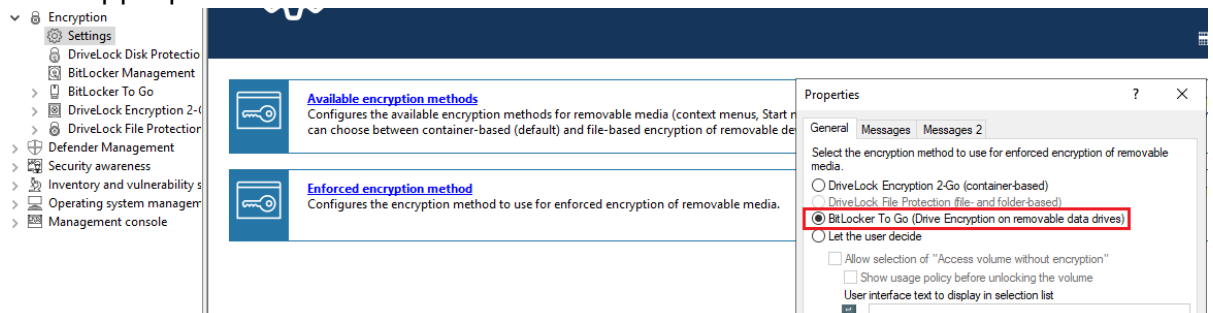 Encryption
Settings
DriveLock Disk Protectio
BitLocker Management
BitLocker To Go
DriveLock Encryption 2-(
DriveLock File Protection
Defender Management
Security awareness
Inventory and vulnerability s
Operating system managem
Management console
Available encryption methods
Configures the available encryption methods for removable media (context menus, Start n
can choose between container-based (default) and file-based encryption of removable de
Enforced encryption method
Configures the encryption method to use for enforced encryption of removable media.
Properties ? X
General Messages Messages 2
Select the encryption method to use for enforced encryption of removable
media.
DriveLock Encryption 2-Go (container-based)
DriveLock File Protection (file- and folder-based)
BitLocker To Go (Drive Encryption on removable data drives)
Let the user decide
Allow selection of "Access volume without encryption"
Show usage policy before unlocking the volume
User interface text to display in selection list